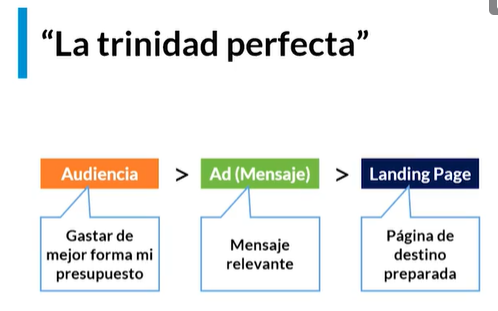 “La trinidad perfecta”
Audiencia > Ad (Mensaje) > Landing Page
Gastar de
mejor forma mi
presupuesto
Mensaje
relevante
Página de
destino
preparada